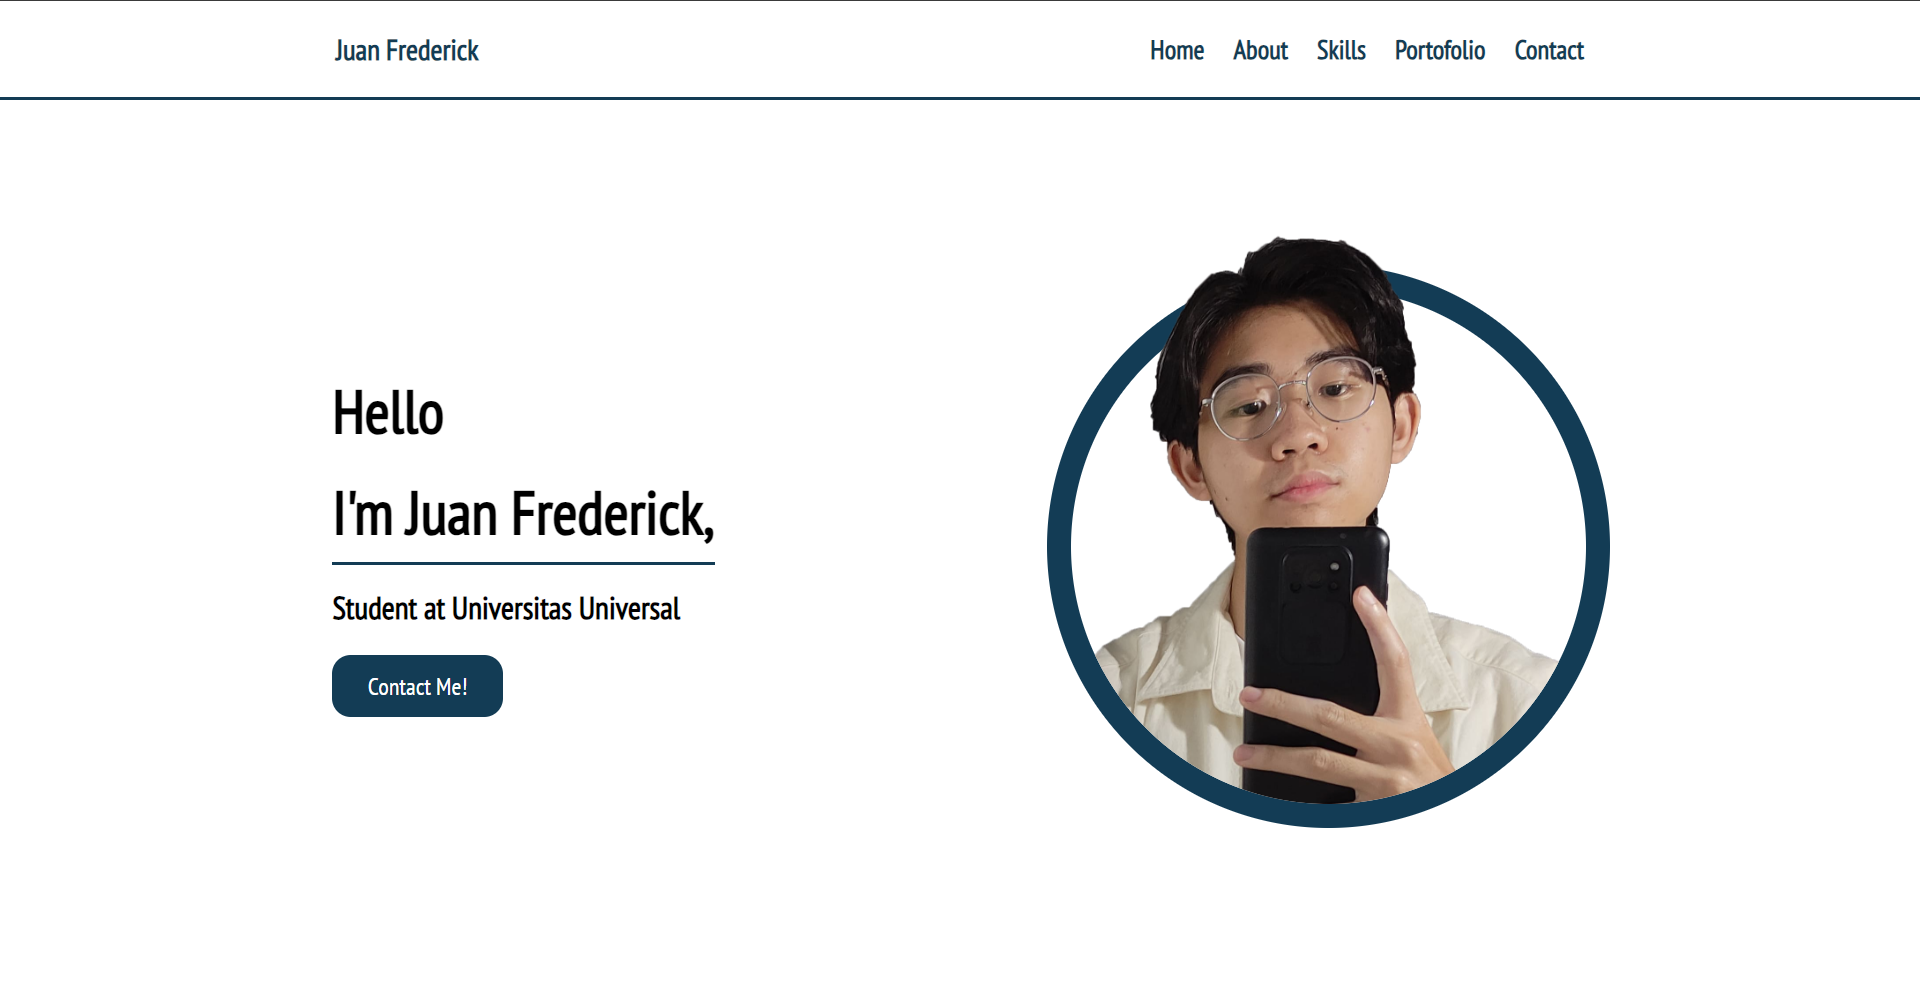 Juan Frederick
Home About Skills Portofolio Contact
Hello
I'm Juan Frederick,
Student at Universitas Universal
Contact Me!